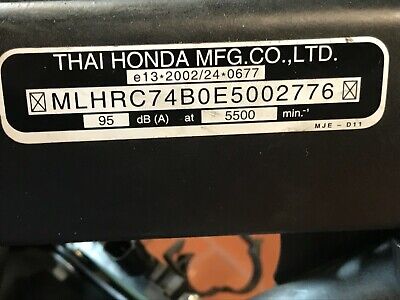 THAI HONDA MFG.CO.,LTD.
e13*2002/24*0677
MLHRC74B0E5002776
95 dB (A) at 5500 min.⁻¹
MJE - D11